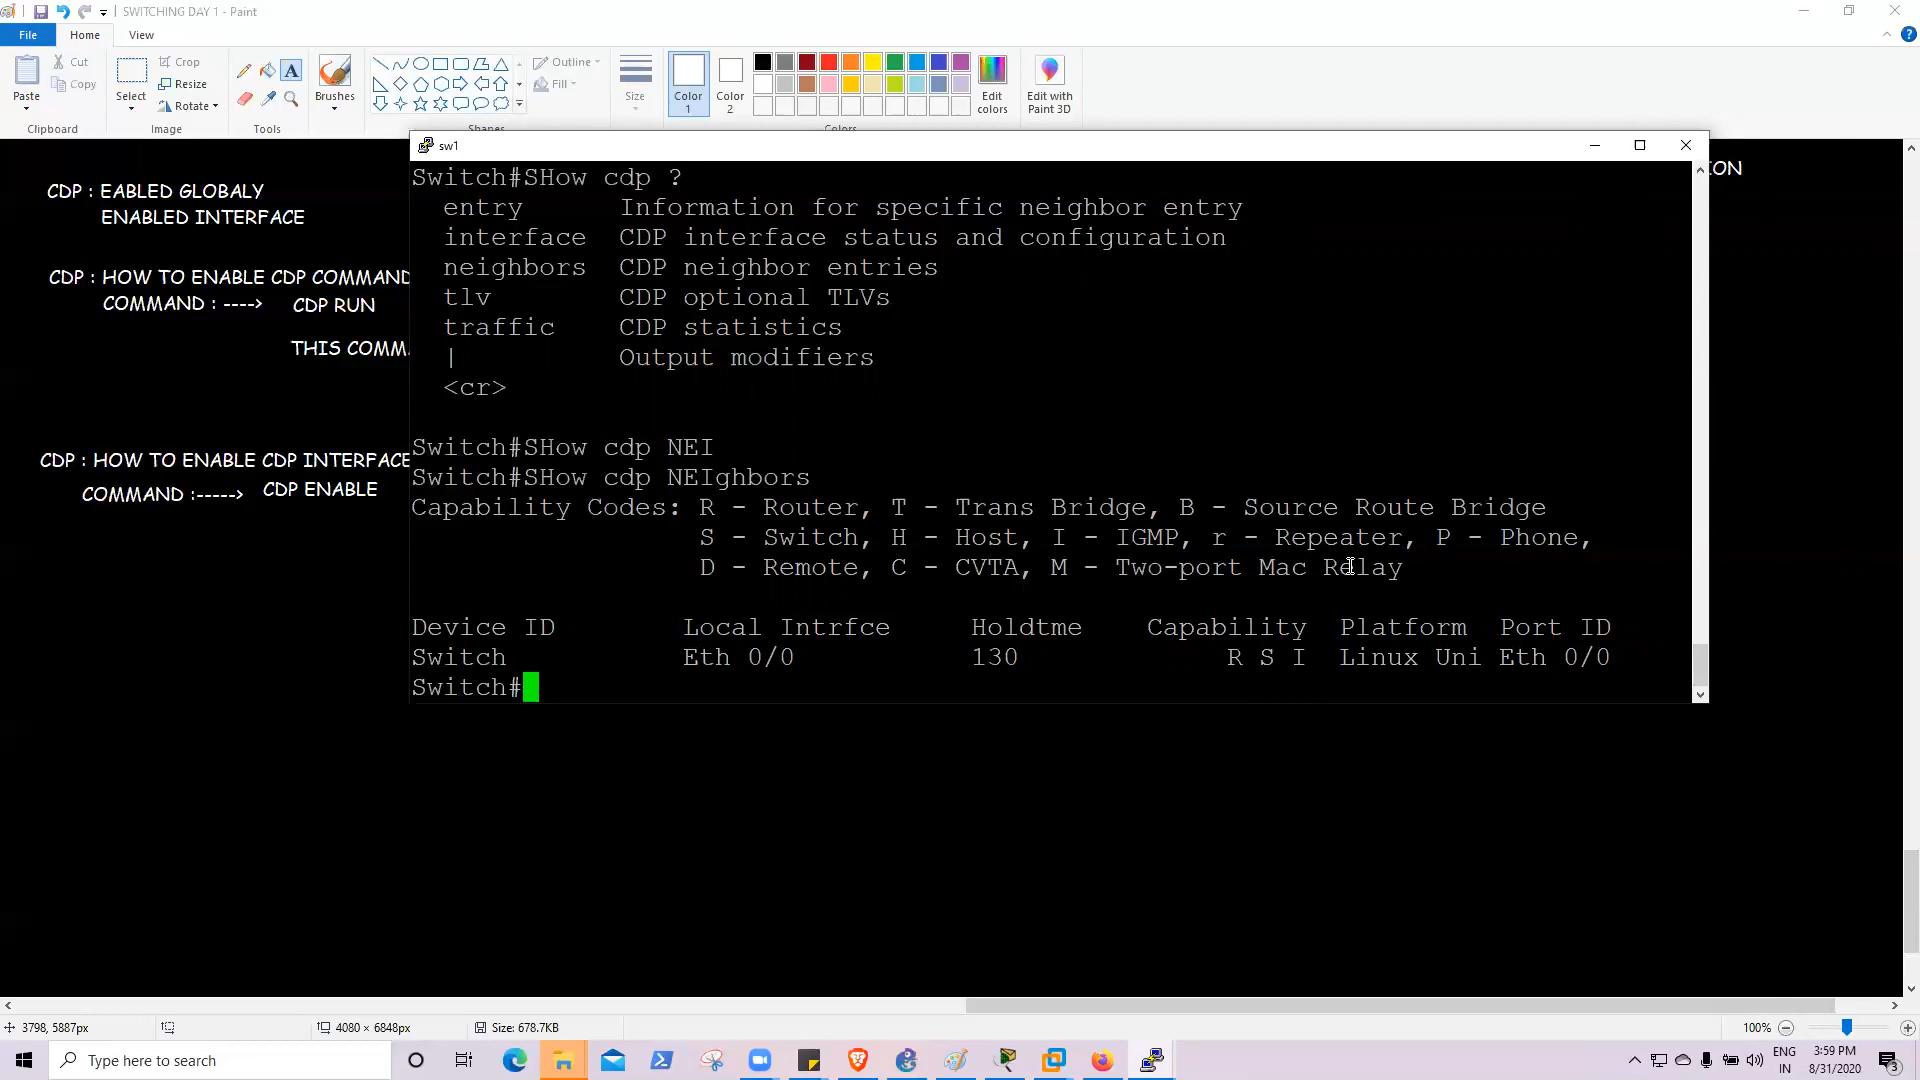 SWITCHING DAY 1 - Paint
File
Home
View
Paste
Cut
Copy
Clipboard
Select
Crop
Resize
Rotate
Image
Tools
Brushes
Shapes
Outline
Fill
Size
Color 1
Color 2
Edit colors
Edit with Paint 3D
Colors
CDP : EABLED GLOBALY
ENABLED INTERFACE
CDP : HOW TO ENABLE CDP COMMAND
COMMAND : ---->
CDP RUN
THIS COMM
CDP : HOW TO ENABLE CDP INTERFACE
COMMAND :----->
CDP ENABLE
ION
sw1
Switch#SHow cdp ?
entry Information for specific neighbor entry
interface CDP interface status and configuration
neighbors CDP neighbor entries
tlv CDP optional TLVs
traffic CDP statistics
| Output modifiers
<cr>
Switch#SHow cdp NEI
Switch#SHow cdp NEIghbors
Capability Codes: R - Router, T - Trans Bridge, B - Source Route Bridge
S - Switch, H - Host, I - IGMP, r - Repeater, P - Phone,
D - Remote, C - CVTA, M - Two-port Mac Relay
Device ID Local Intrfce Holdtme Capability Platform Port ID
Switch Eth 0/0 130 R S I Linux Uni Eth 0/0
Switch#
3798, 5887px
4080 × 6848px
Size: 678.7KB
100%
Type here to search
ENG
IN
3:59 PM
8/31/2020
3